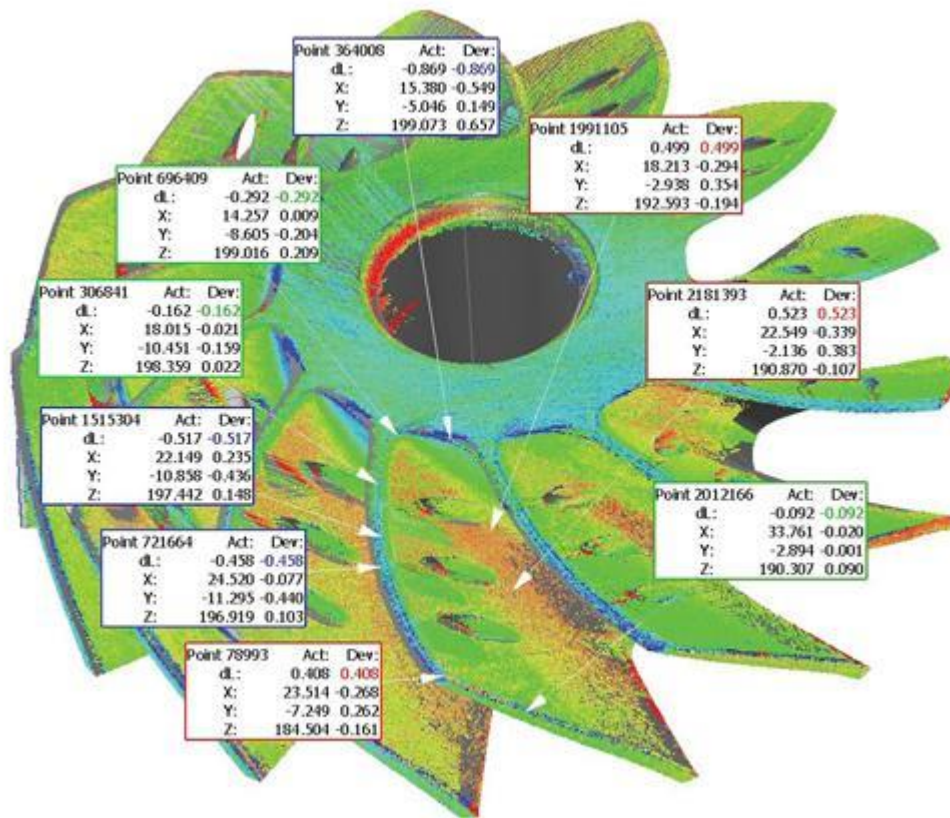 Point 364008 Act: Dev:
dL: -0.869 -0.869
X: 15.380 -0.549
Y: -5.046 0.149
Z: 199.073 0.657
Point 1991105 Act: Dev:
dL: 0.499 0.499
X: 18.213 -0.294
Y: -2.938 0.354
Z: 192.593 -0.194
Point 696409 Act: Dev:
dL: -0.292 -0.292
X: 14.257 0.009
Y: -8.605 -0.204
Z: 199.016 0.209
Point 306841 Act: Dev:
dL: -0.162 -0.162
X: 18.015 -0.021
Y: -10.451 -0.159
Z: 198.359 0.022
Point 2181393 Act: Dev:
dL: 0.523 0.523
X: 22.549 -0.339
Y: -2.136 0.383
Z: 190.870 -0.107
Point 1515304 Act: Dev:
dL: -0.517 -0.517
X: 22.149 0.235
Y: -10.858 -0.436
Z: 197.442 0.148
Point 2012166 Act: Dev:
dL: -0.092 -0.092
X: 33.761 -0.020
Y: -2.894 -0.001
Z: 190.307 0.090
Point 721664 Act: Dev:
dL: -0.458 -0.458
X: 24.520 -0.077
Y: -11.295 -0.440
Z: 196.919 0.103
Point 78993 Act: Dev:
dL: 0.408 0.408
X: 23.514 -0.268
Y: -7.249 0.262
Z: 184.504 -0.161